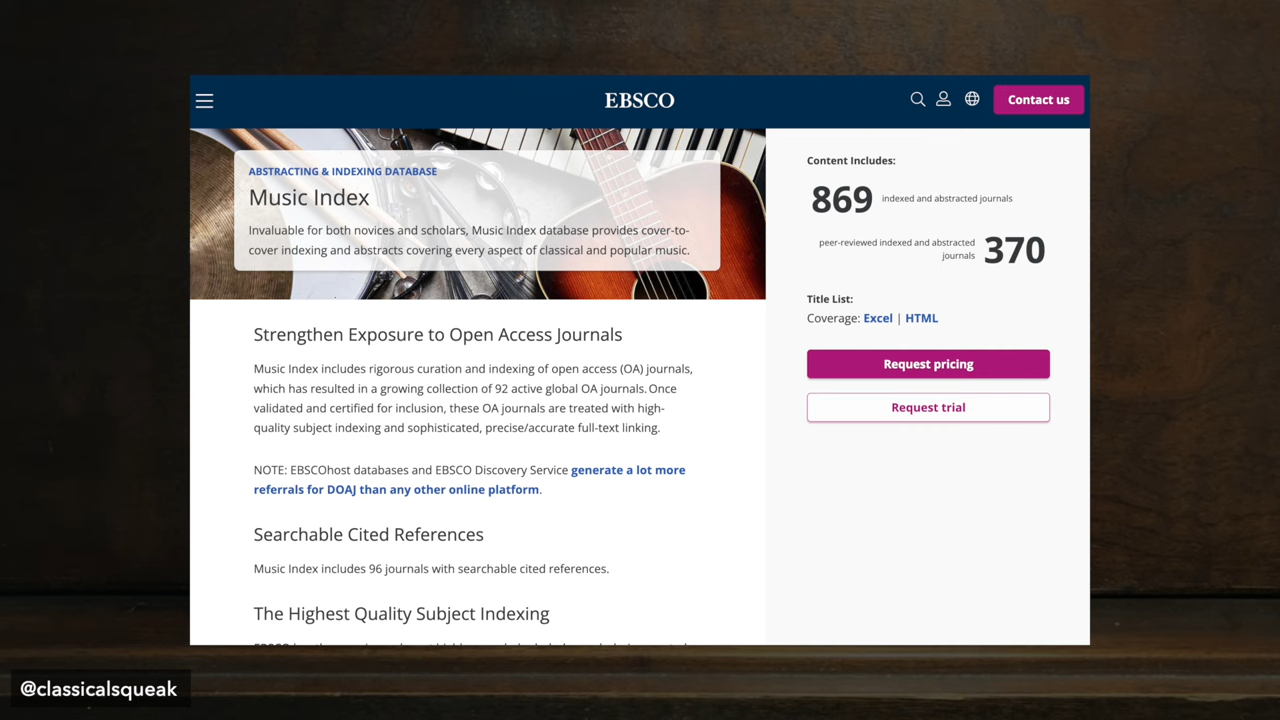 EBSCO
Contact us
ABSTRACTING & INDEXING DATABASE
Music Index
Invaluable for both novices and scholars, Music Index database provides cover-to-
cover indexing and abstracts covering every aspect of classical and popular music.
Strengthen Exposure to Open Access Journals
Music Index includes rigorous curation and indexing of open access (OA) journals,
which has resulted in a growing collection of 92 active global OA journals. Once
validated and certified for inclusion, these OA journals are treated with high-
quality subject indexing and sophisticated, precise/accurate full-text linking.
NOTE: EBSCOhost databases and EBSCO Discovery Service generate a lot more
referrals for DOAJ than any other online platform.
Searchable Cited References
Music Index includes 96 journals with searchable cited references.
The Highest Quality Subject Indexing
Content Includes:
869 indexed and abstracted journals
peer-reviewed indexed and abstracted
journals 370
Title List:
Coverage: Excel | HTML
Request pricing
Request trial
@classicalsqueak